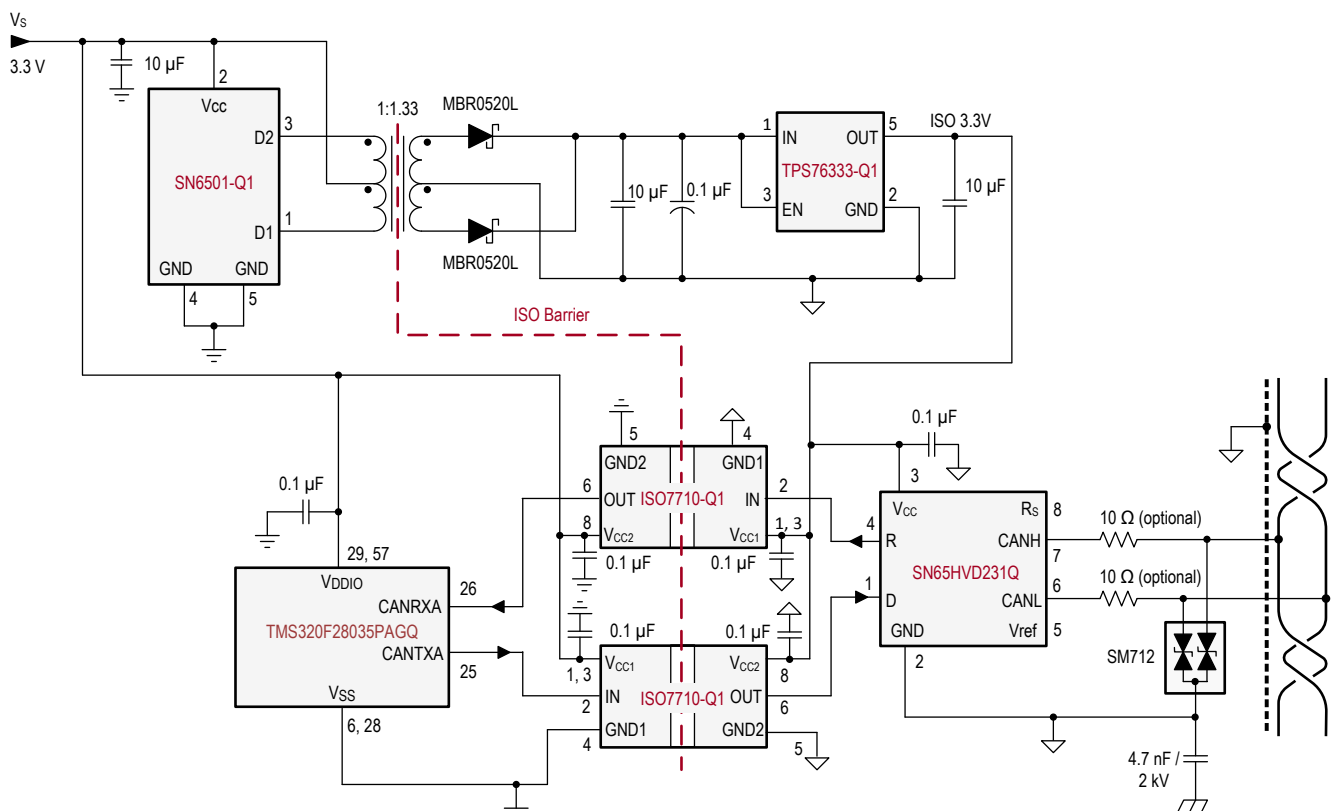 VS
3.3 V
10 µF
2
Vcc
D2
3
SN6501-Q1
D1
1
GND
GND
4
5
1:1.33
MBR0520L
MBR0520L
10 µF
0.1 µF
1
IN
OUT
5
TPS76333-Q1
3
EN
GND
2
ISO 3.3V
10 µF
ISO Barrier
5
4
GND2
GND1
6
OUT
ISO7710-Q1
IN
2
8
VCC2
VCC1
1, 3
0.1 µF
0.1 µF
0.1 µF
0.1 µF
0.1 µF
29, 57
VDDIO
26
CANRXA
TMS320F28035PAGQ
CANTXA
25
VSS
6, 28
1, 3
VCC1
VCC2
8
2
IN
ISO7710-Q1
OUT
6
4
GND1
GND2
5
0.1 µF
3
VCC
RS
8
4
R
CANH
7
SN65HVD231Q
1
D
CANL
6
GND
Vref
5
2
10 Ω (optional)
10 Ω (optional)
SM712
4.7 nF /
2 kV